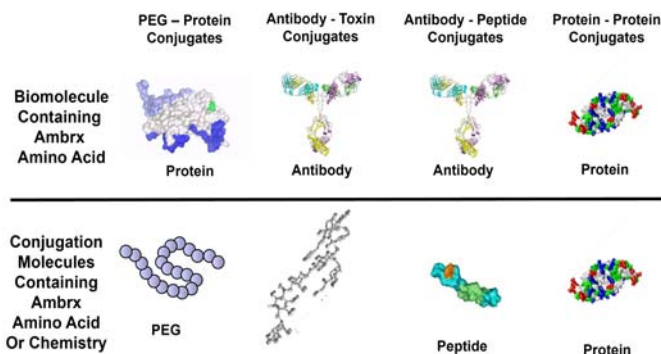 PEG – Protein
Conjugates
Antibody - Toxin
Conjugates
Antibody - Peptide
Conjugates
Protein - Protein
Conjugates
Biomolecule
Containing
Ambrx
Amino Acid
Protein
Antibody
Antibody
Protein
Conjugation
Molecules
Containing
Ambrx
Amino Acid
Or Chemistry
PEG
Peptide
Protein